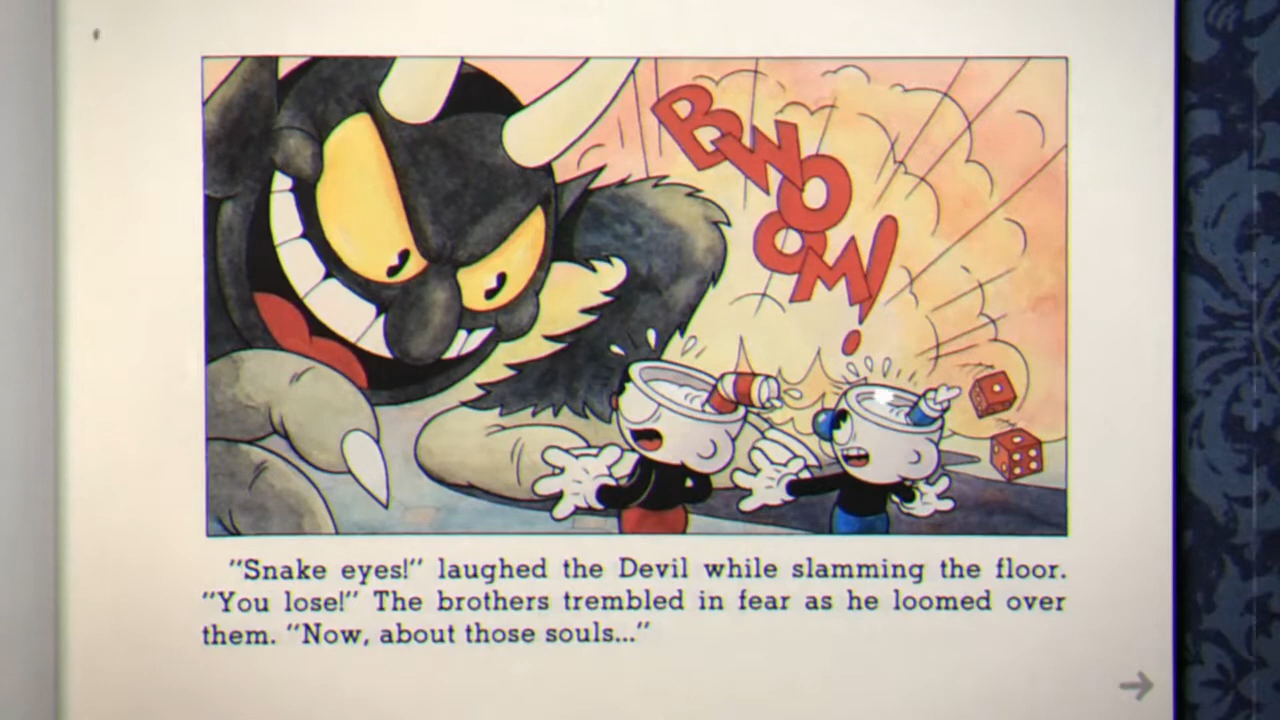 BWOOM!
"Snake eyes!" laughed the Devil while slamming the floor.
"You lose!" The brothers trembled in fear as he loomed over
them. "Now, about those souls..."